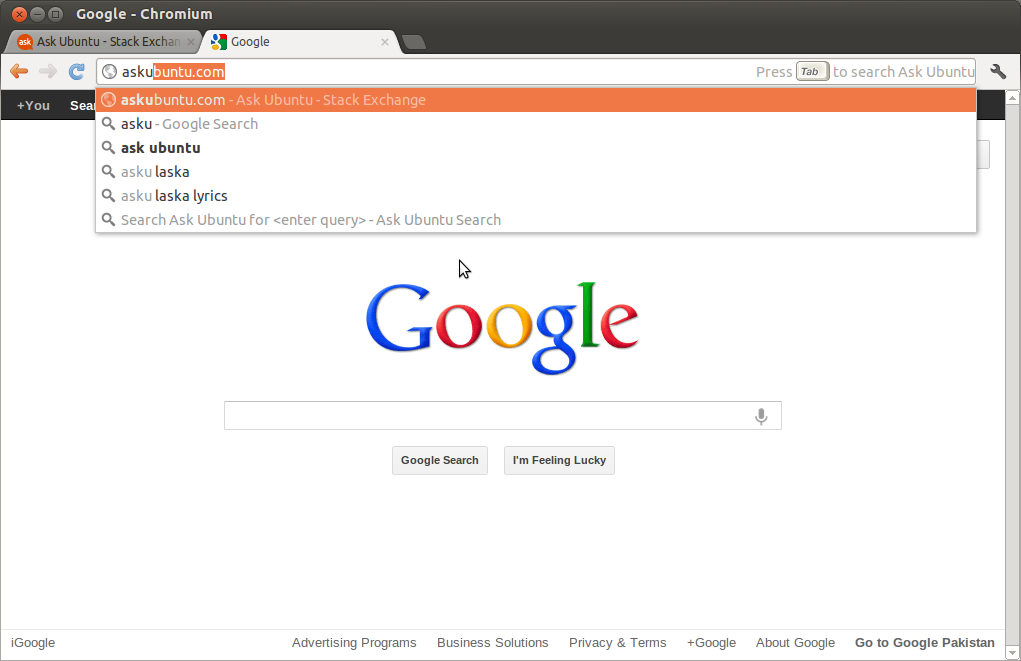 Google - Chromium
Ask Ubuntu - Stack Exchan
Google
askubuntu.com
Press Tab to search Ask Ubuntu
+You Sear
askubuntu.com - Ask Ubuntu - Stack Exchange
asku - Google Search
ask ubuntu
asku laska
asku laska lyrics
Search Ask Ubuntu for <enter query> - Ask Ubuntu Search
Google
Google Search
I'm Feeling Lucky
iGoogle
Advertising Programs
Business Solutions
Privacy & Terms
+Google
About Google
Go to Google Pakistan